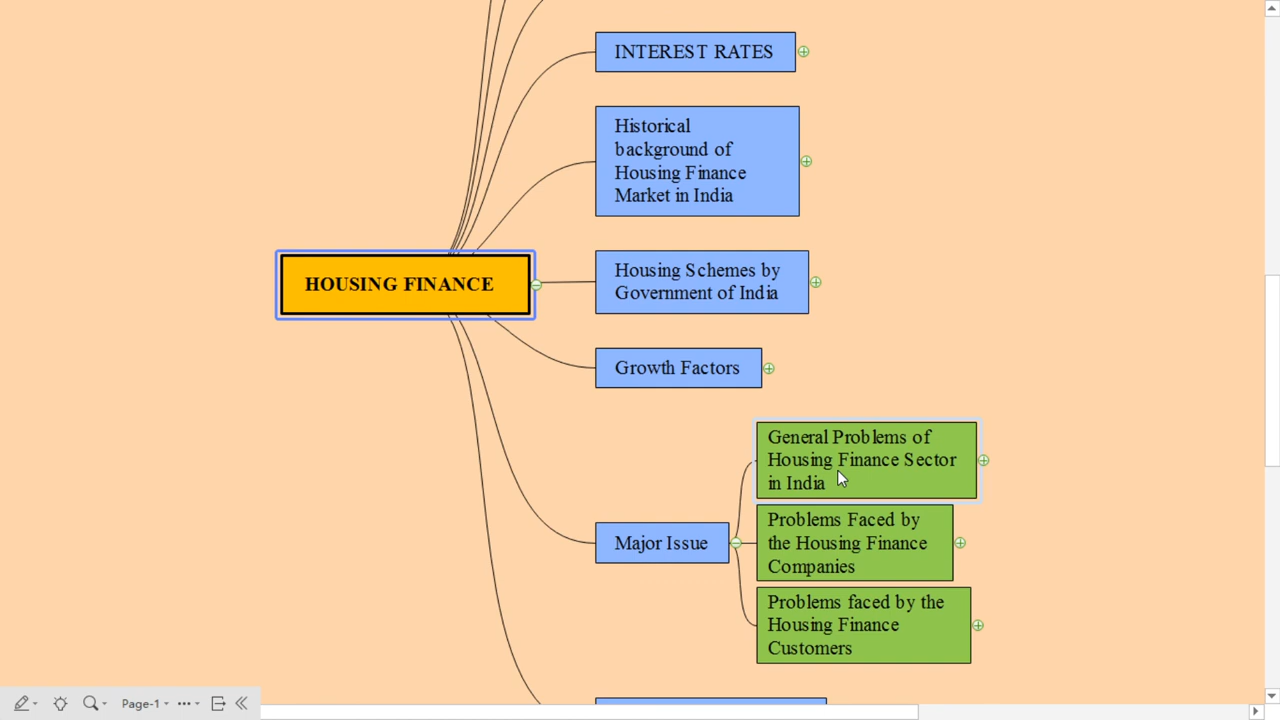 INTEREST RATES
Historical
background of
Housing Finance
Market in India
HOUSING FINANCE
Housing Schemes by
Government of India
Growth Factors
General Problems of
Housing Finance Sector
in India
Major Issue
Problems Faced by
the Housing Finance
Companies
Problems faced by the
Housing Finance
Customers
Page-1